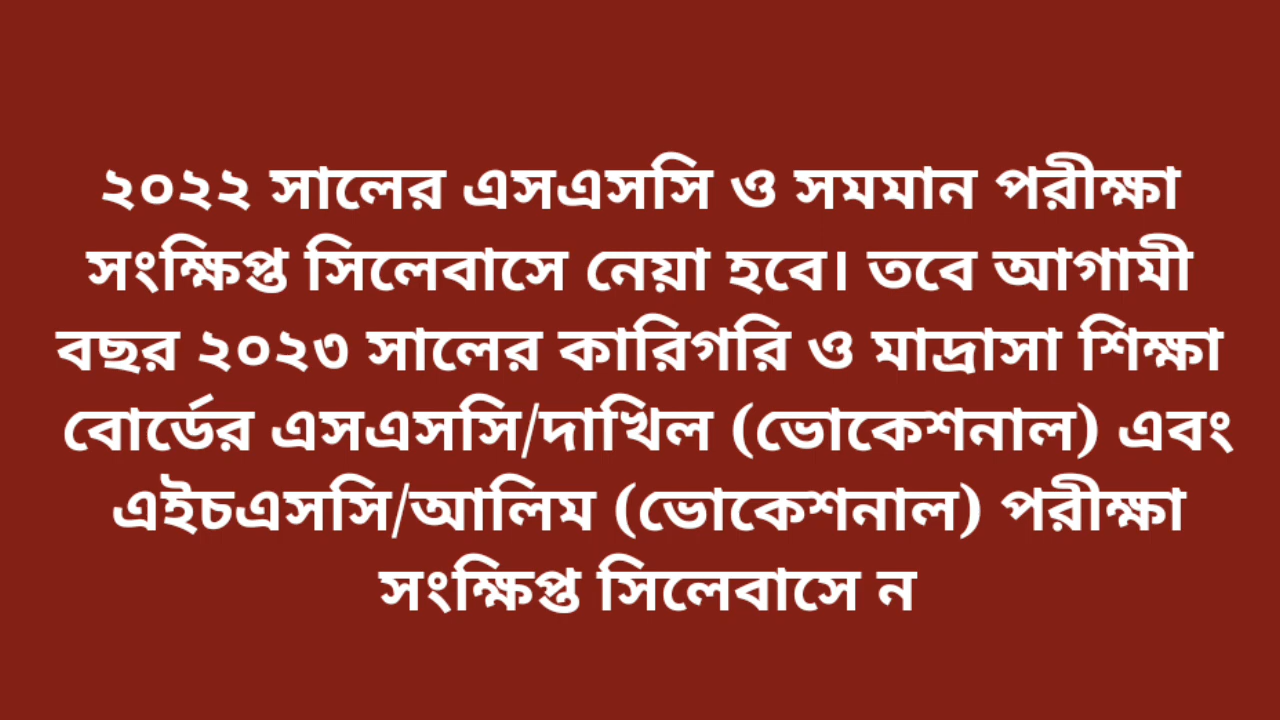 ২০২২ সালের এসএসসি ও সমমান পরীক্ষা
সংক্ষিপ্ত সিলেবাসে নেয়া হবে। তবে আগামী
বছর ২০২৩ সালের কারিগরি ও মাদ্রাসা শিক্ষা
বোর্ডের এসএসসি/দাখিল (ভোকেশনাল) এবং
এইচএসসি/আলিম (ভোকেশনাল) পরীক্ষা
সংক্ষিপ্ত সিলেবাসে ন